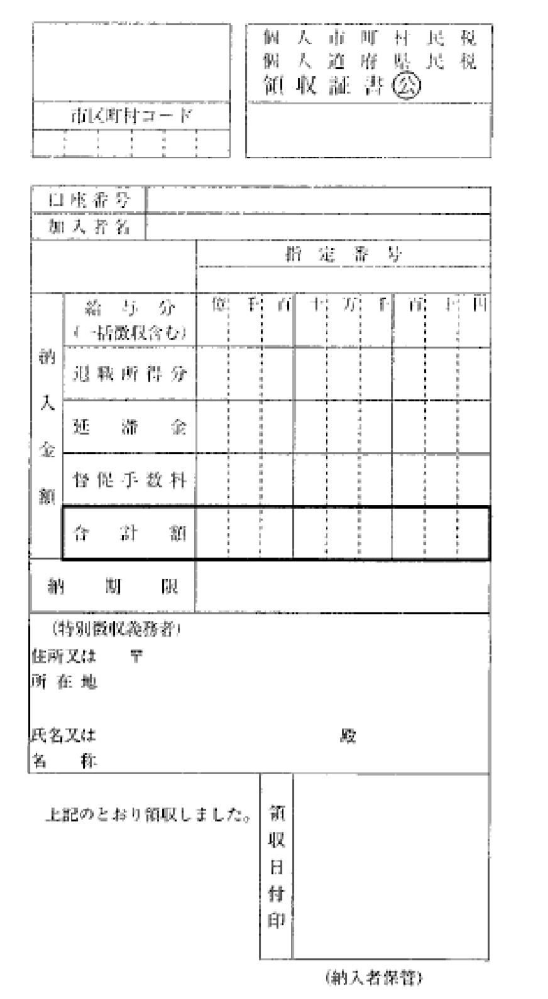 個人市町村民税
個人道府県民税
領収証書㊞
市区町村コード
口座番号
加入者名
指定番号
納入金額
給与分
(一括徴収含む)
億千百十万千百十円
退職所得分
延滞金
督促手数料
合計額
納期限
(特別徴収義務者)
住所又は 〒
所在地
氏名又は 殿
名称
上記のとおり領収しました。
領収日付印
(納入者保管)